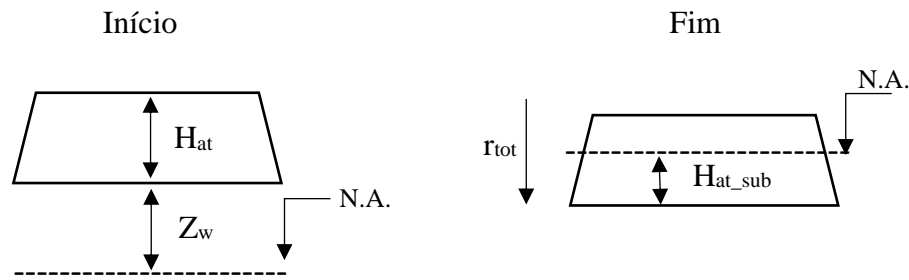 Início
Fim
Hat
N.A.
Zw
N.A.
rtot
Hat_sub